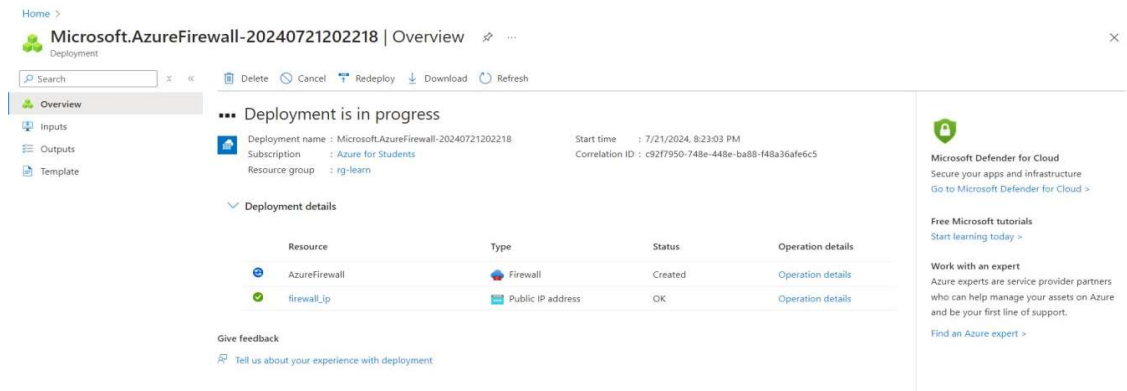 Home >
Microsoft.AzureFirewall-20240721202218 | Overview
Deployment
Search
Overview
Inputs
Outputs
Template
Delete Cancel Redeploy Download Refresh
Deployment is in progress
Deployment name : Microsoft.AzureFirewall-20240721202218 Start time : 7/21/2024, 8:23:03 PM
Subscription : Azure for Students Correlation ID : c92f7950-748e-448e-ba88-f48a36afe6c5
Resource group : rg-learn
Deployment details
Resource Type Status Operation details
AzureFirewall Firewall Created Operation details
firewall_ip Public IP address OK Operation details
Give feedback
Tell us about your experience with deployment
Microsoft Defender for Cloud
Secure your apps and infrastructure
Go to Microsoft Defender for Cloud >
Free Microsoft tutorials
Start learning today >
Work with an expert
Azure experts are service provider partners
who can help manage your assets on Azure
and be your first line of support.
Find an Azure expert >